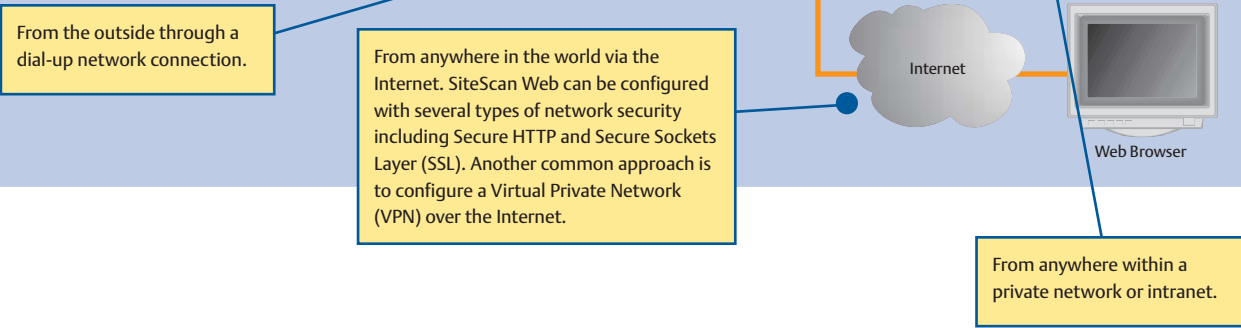 From the outside through a
dial-up network connection.
From anywhere in the world via the
Internet. SiteScan Web can be configured
with several types of network security
including Secure HTTP and Secure Sockets
Layer (SSL). Another common approach is
to configure a Virtual Private Network
(VPN) over the Internet.
Internet
Web Browser
From anywhere within a
private network or intranet.